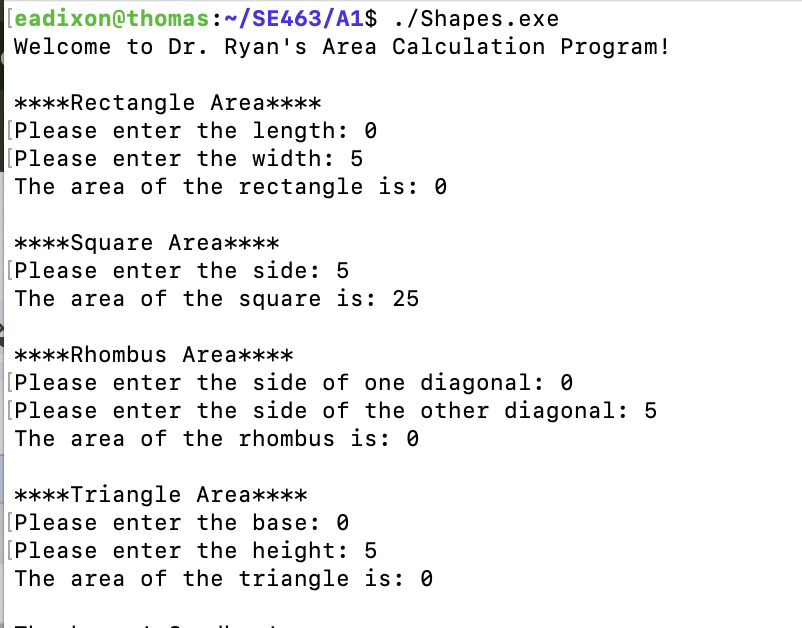 [eadixon@thomas:~/SE463/A1$ ./Shapes.exe
Welcome to Dr. Ryan's Area Calculation Program!
****Rectangle Area****
[Please enter the length: 0
[Please enter the width: 5
The area of the rectangle is: 0
****Square Area****
[Please enter the side: 5
The area of the square is: 25
****Rhombus Area****
[Please enter the side of one diagonal: 0
[Please enter the side of the other diagonal: 5
The area of the rhombus is: 0
****Triangle Area****
[Please enter the base: 0
[Please enter the height: 5
The area of the triangle is: 0